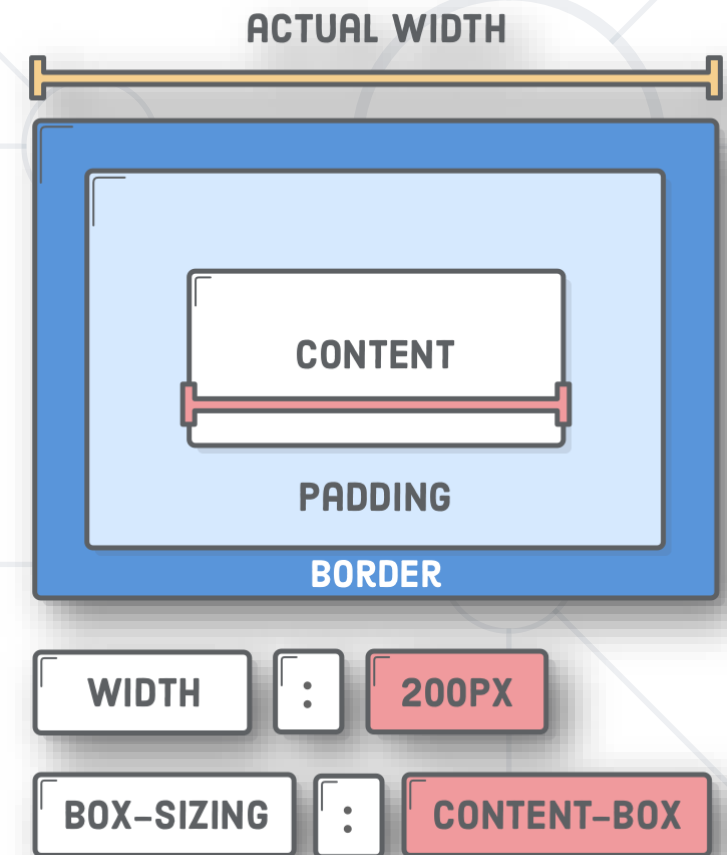 ACTUAL WIDTH
CONTENT
PADDING
BORDER
WIDTH : 200PX
BOX-SIZING : CONTENT-BOX